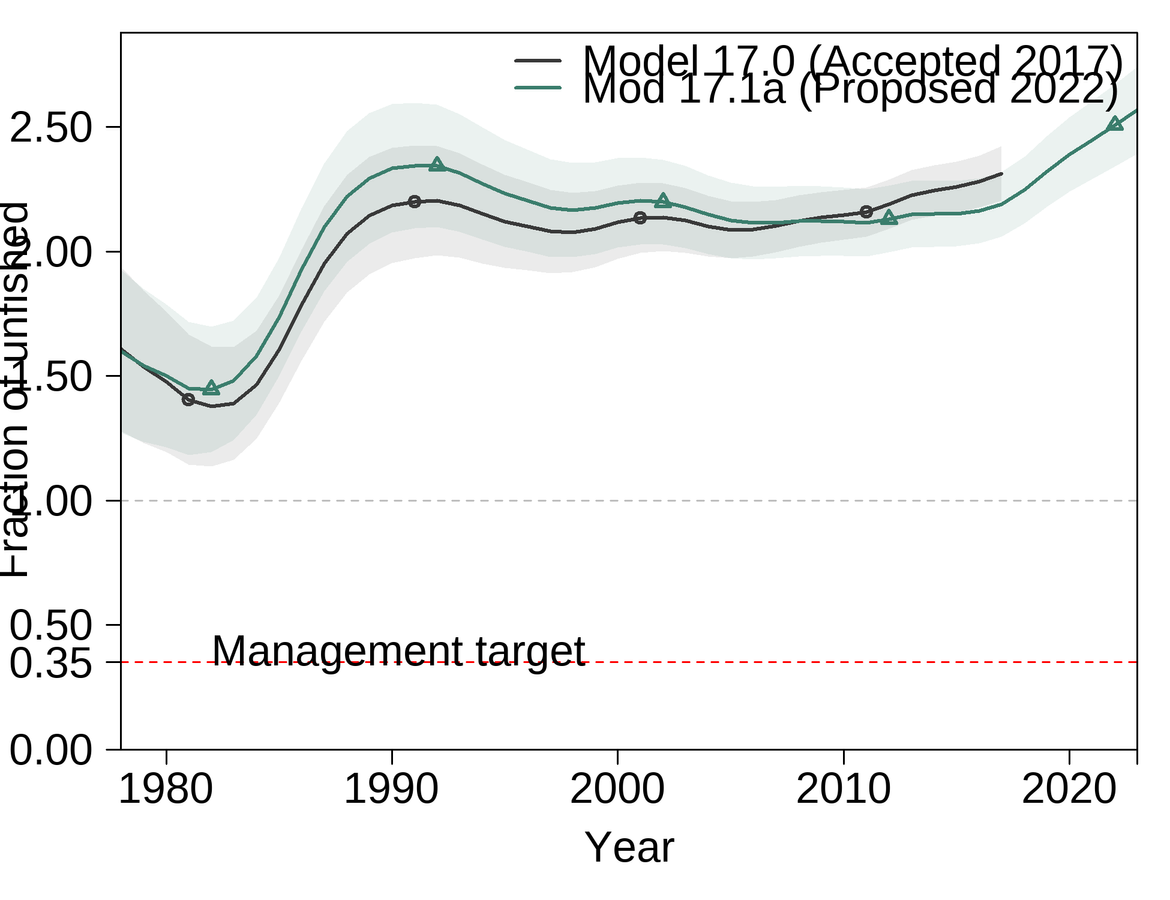 Model 17.0 (Accepted 2017)
Mod 17.1a (Proposed 2022)
Fraction of unfished
2.50
2.00
1.50
1.00
0.50
0.35
0.00
Management target
1980 1990 2000 2010 2020
Year